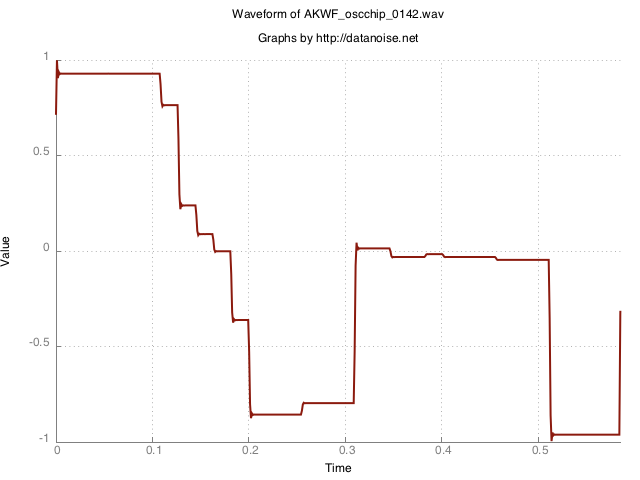 Waveform of AKWF_oscchip_0142.wav
Graphs by http://datanoise.net
1
0.5
0
-0.5
-1
Value
0 0.1 0.2 0.3 0.4 0.5
Time